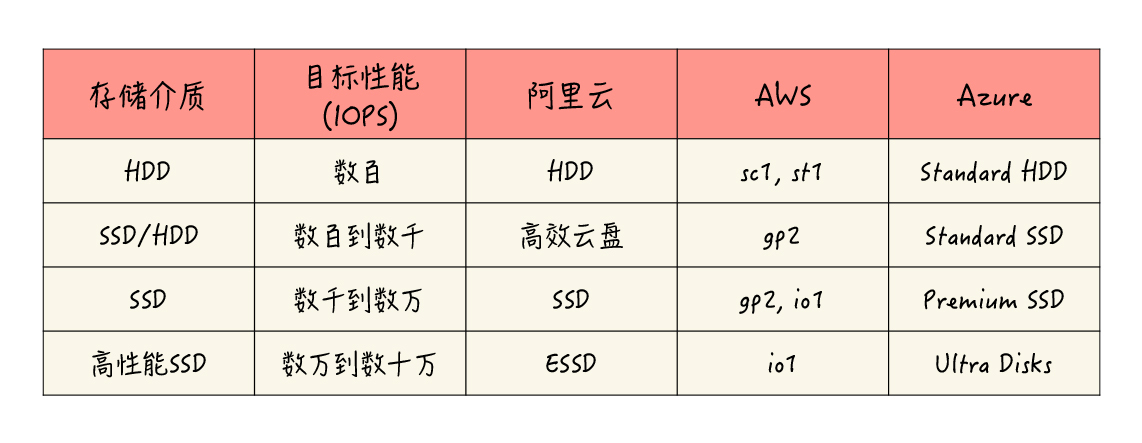 存储介质
目标性能
(IOPS)
阿里云
AWS
Azure
HDD
数百
HDD
sc1, st1
Standard HDD
SSD/HDD
数百到数千
高效云盘
gp2
Standard SSD
SSD
数千到数万
SSD
gp2, io1
Premium SSD
高性能SSD
数万到数十万
ESSD
io1
Ultra Disks